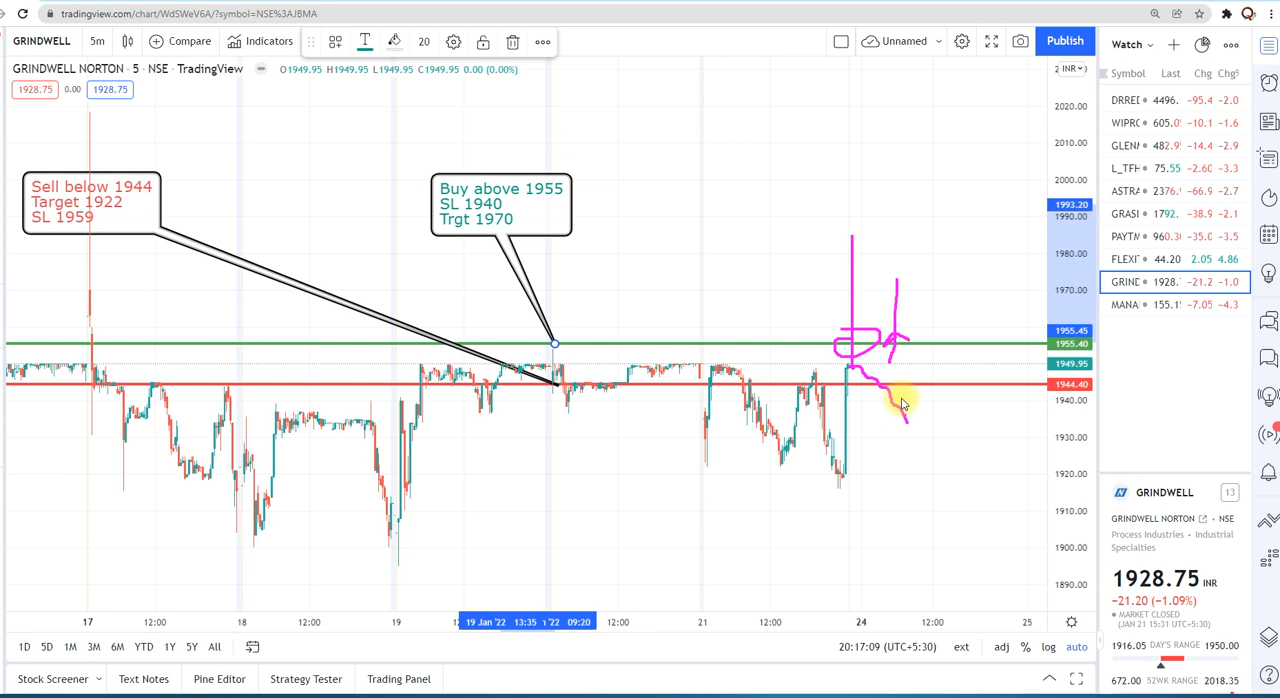 tradingview.com/chart/WdSWeV6A/?symbol=NSE%3AJBMA
GRINDWELL 5m Compare Indicators 20 Unnamed Publish
GRINDWELL NORTON · 5 · NSE · TradingView O1949.95 H1949.95 L1949.95 C1949.95 0.00 (0.00%)
1928.75 0.00 1928.75
INR
2020.00
2010.00
2000.00
1993.20
1990.00
1980.00
1970.00
1955.45
1955.40
1949.95
1944.40
1940.00
1930.00
1920.00
1910.00
1900.00
1890.00
Sell below 1944
Target 1922
SL 1959
Buy above 1955
SL 1940
Trgt 1970
17 12:00 18 12:00 19 19 Jan '22 13:35 09:20 12:00 21 12:00 24 12:00 25
1D 5D 1M 3M 6M YTD 1Y 5Y All 20:17:09 (UTC+5:30) ext adj % log auto
Stock Screener Text Notes Pine Editor Strategy Tester Trading Panel
Watch
Symbol Last Chg Chg%
DRRED 4496. -95.4 -2.0
WIPRO 605.0 -10.1 -1.6
GLEN 482.9 -14.4 -2.9
L_TFH 75.55 -2.60 -3.3
ASTRA 2376. -66.9 -2.7
GRASI 1792. -38.9 -2.1
PAYTM 960.3 -35.0 -3.5
FLEXI 44.20 2.05 4.86
GRIND 1928. -21.2 -1.0
MANA 155.1 -7.05 -4.3
GRINDWELL 13
GRINDWELL NORTON · NSE
Process Industries · Industrial
Specialties
1928.75 INR
−21.20 (−1.09%)
MARKET CLOSED
(JAN 21 15:31 UTC+5:30)
1916.05 DAY'S RANGE 1950.00
672.00 52WK RANGE 2018.35